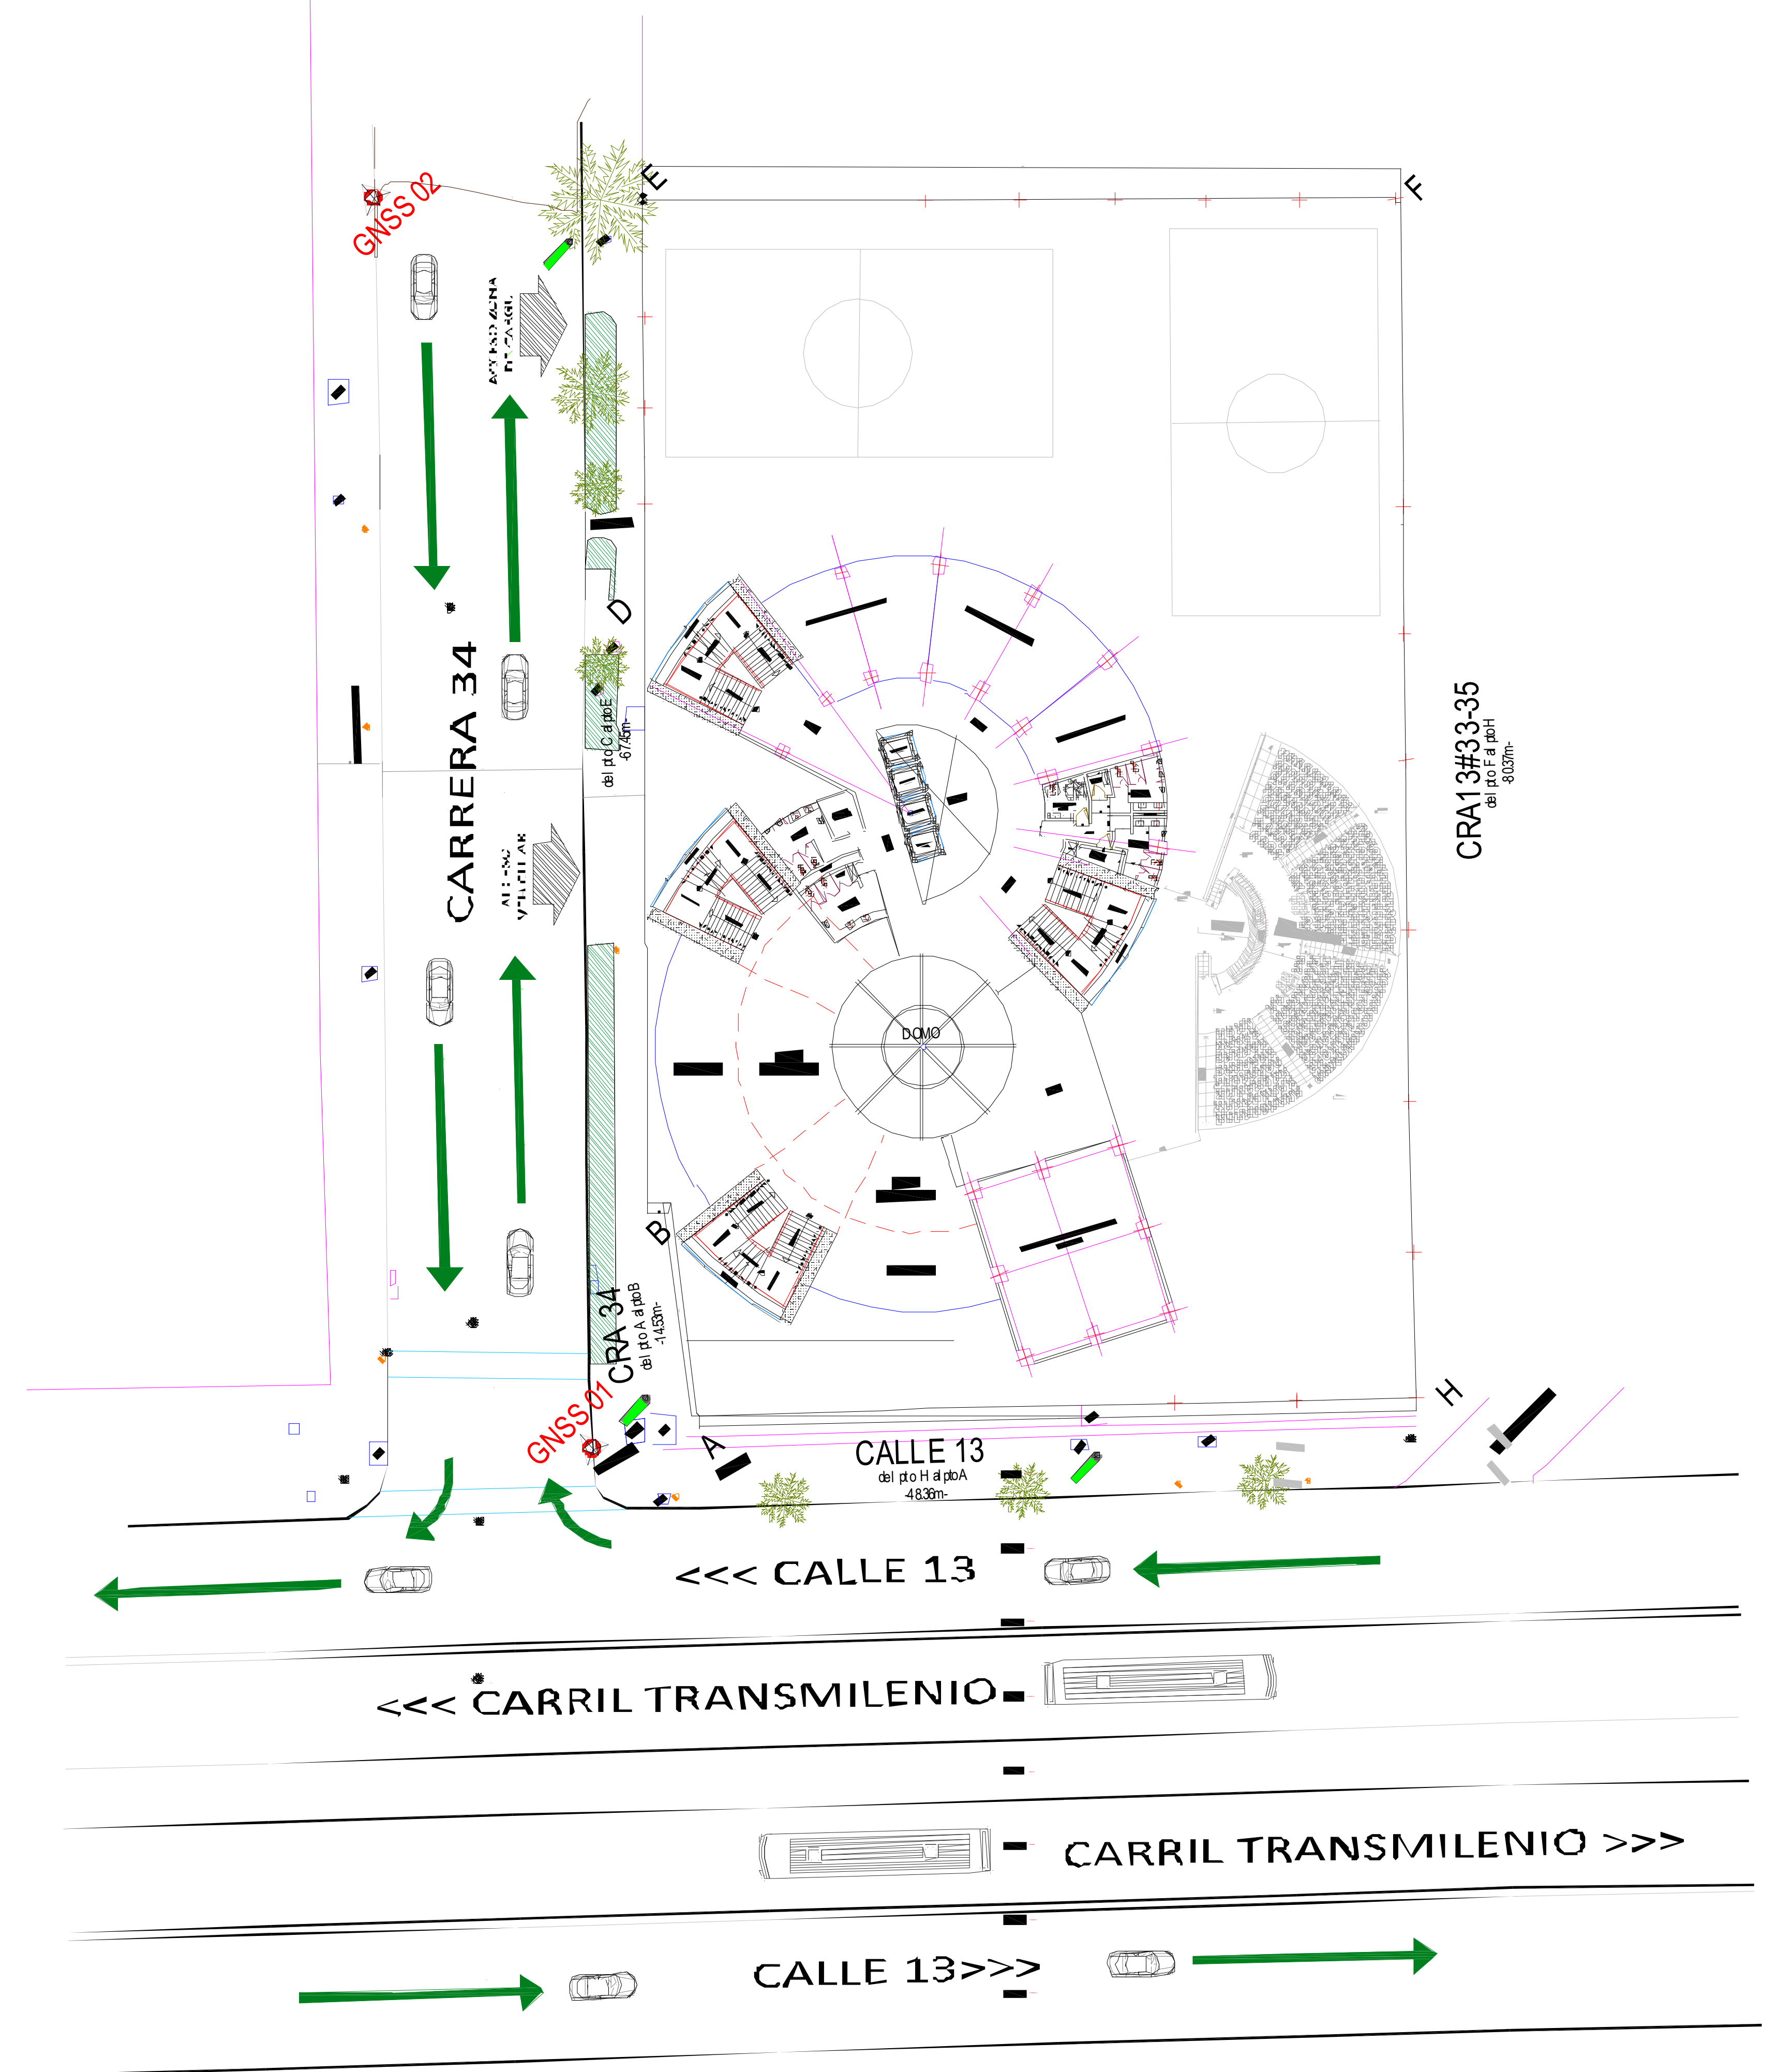 E
F
GNSS 02
D
CARRERA 34
del pto C al pto E
-67.45m-
CRA13#33-35
del pto F al pto H
-80.37m-
DOMO
B
CRA 34
del pto A al pto B
-14.53m-
GNSS 01
A
H
CALLE 13
del pto H al pto A
-48.36m-
<<< CALLE 13
<<< CARRIL TRANSMILENIO
CARRIL TRANSMILENIO >>>
CALLE 13>>>